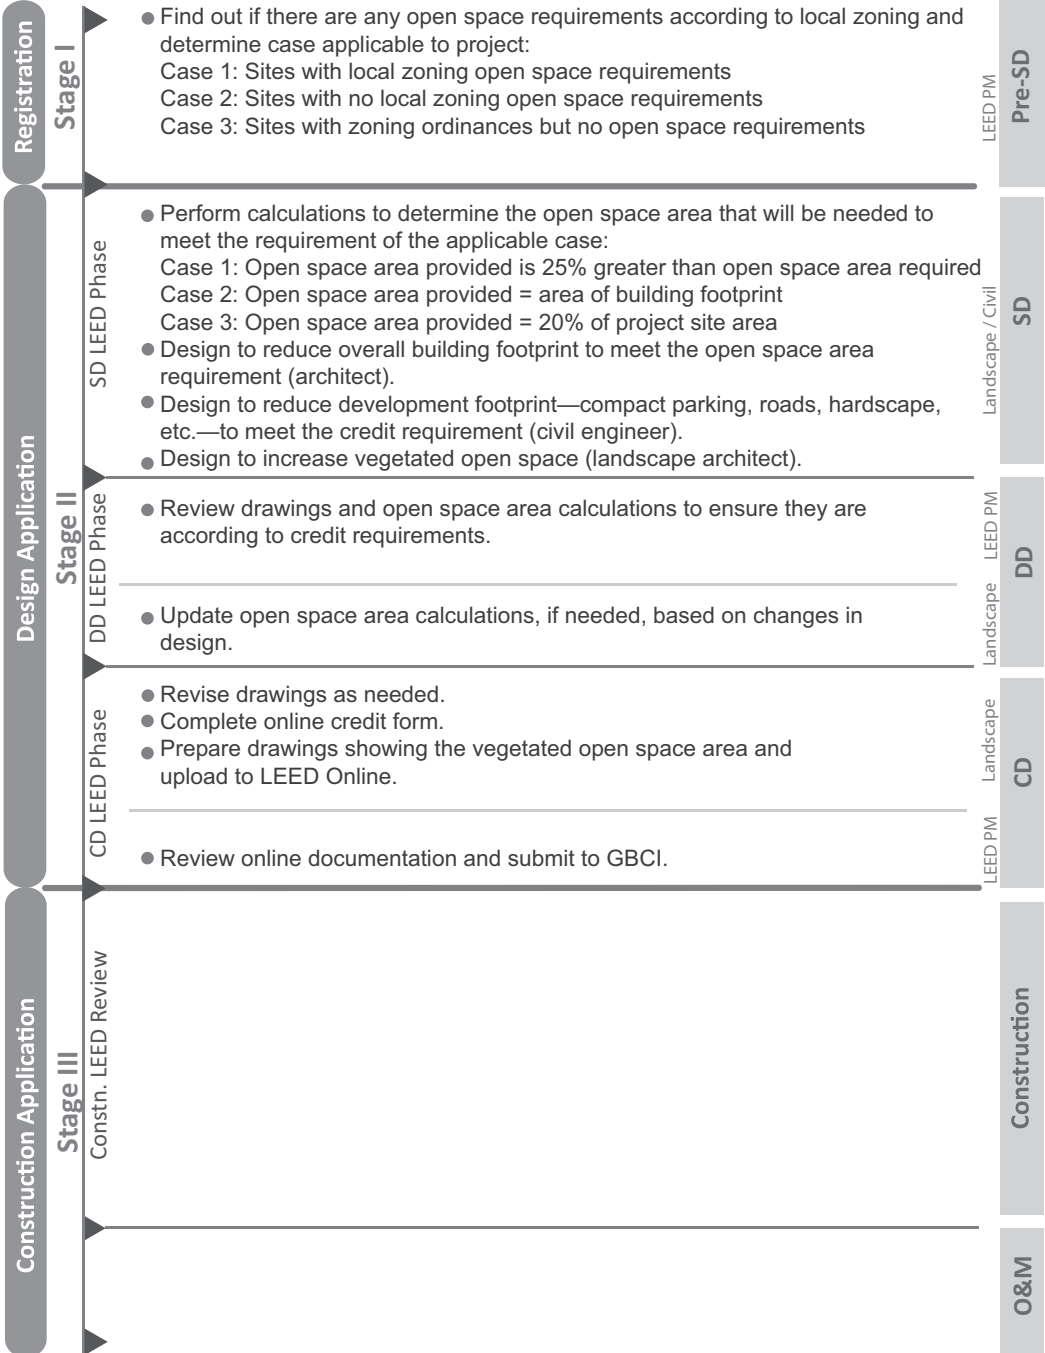 Registration
Stage I
● Find out if there are any open space requirements according to local zoning and
determine case applicable to project:
Case 1: Sites with local zoning open space requirements
Case 2: Sites with no local zoning open space requirements
Case 3: Sites with zoning ordinances but no open space requirements
LEED PM
Pre-SD
Design Application
Stage II
SD LEED Phase
● Perform calculations to determine the open space area that will be needed to
meet the requirement of the applicable case:
Case 1: Open space area provided is 25% greater than open space area required
Case 2: Open space area provided = area of building footprint
Case 3: Open space area provided = 20% of project site area
● Design to reduce overall building footprint to meet the open space area
requirement (architect).
● Design to reduce development footprint—compact parking, roads, hardscape,
etc.—to meet the credit requirement (civil engineer).
● Design to increase vegetated open space (landscape architect).
Landscape / Civil
SD
DD LEED Phase
● Review drawings and open space area calculations to ensure they are
according to credit requirements.
LEED PM
● Update open space area calculations, if needed, based on changes in
design.
Landscape
DD
CD LEED Phase
● Revise drawings as needed.
● Complete online credit form.
● Prepare drawings showing the vegetated open space area and
upload to LEED Online.
Landscape
● Review online documentation and submit to GBCI.
LEED PM
CD
Construction Application
Stage III
Constn. LEED Review
Construction
O&M